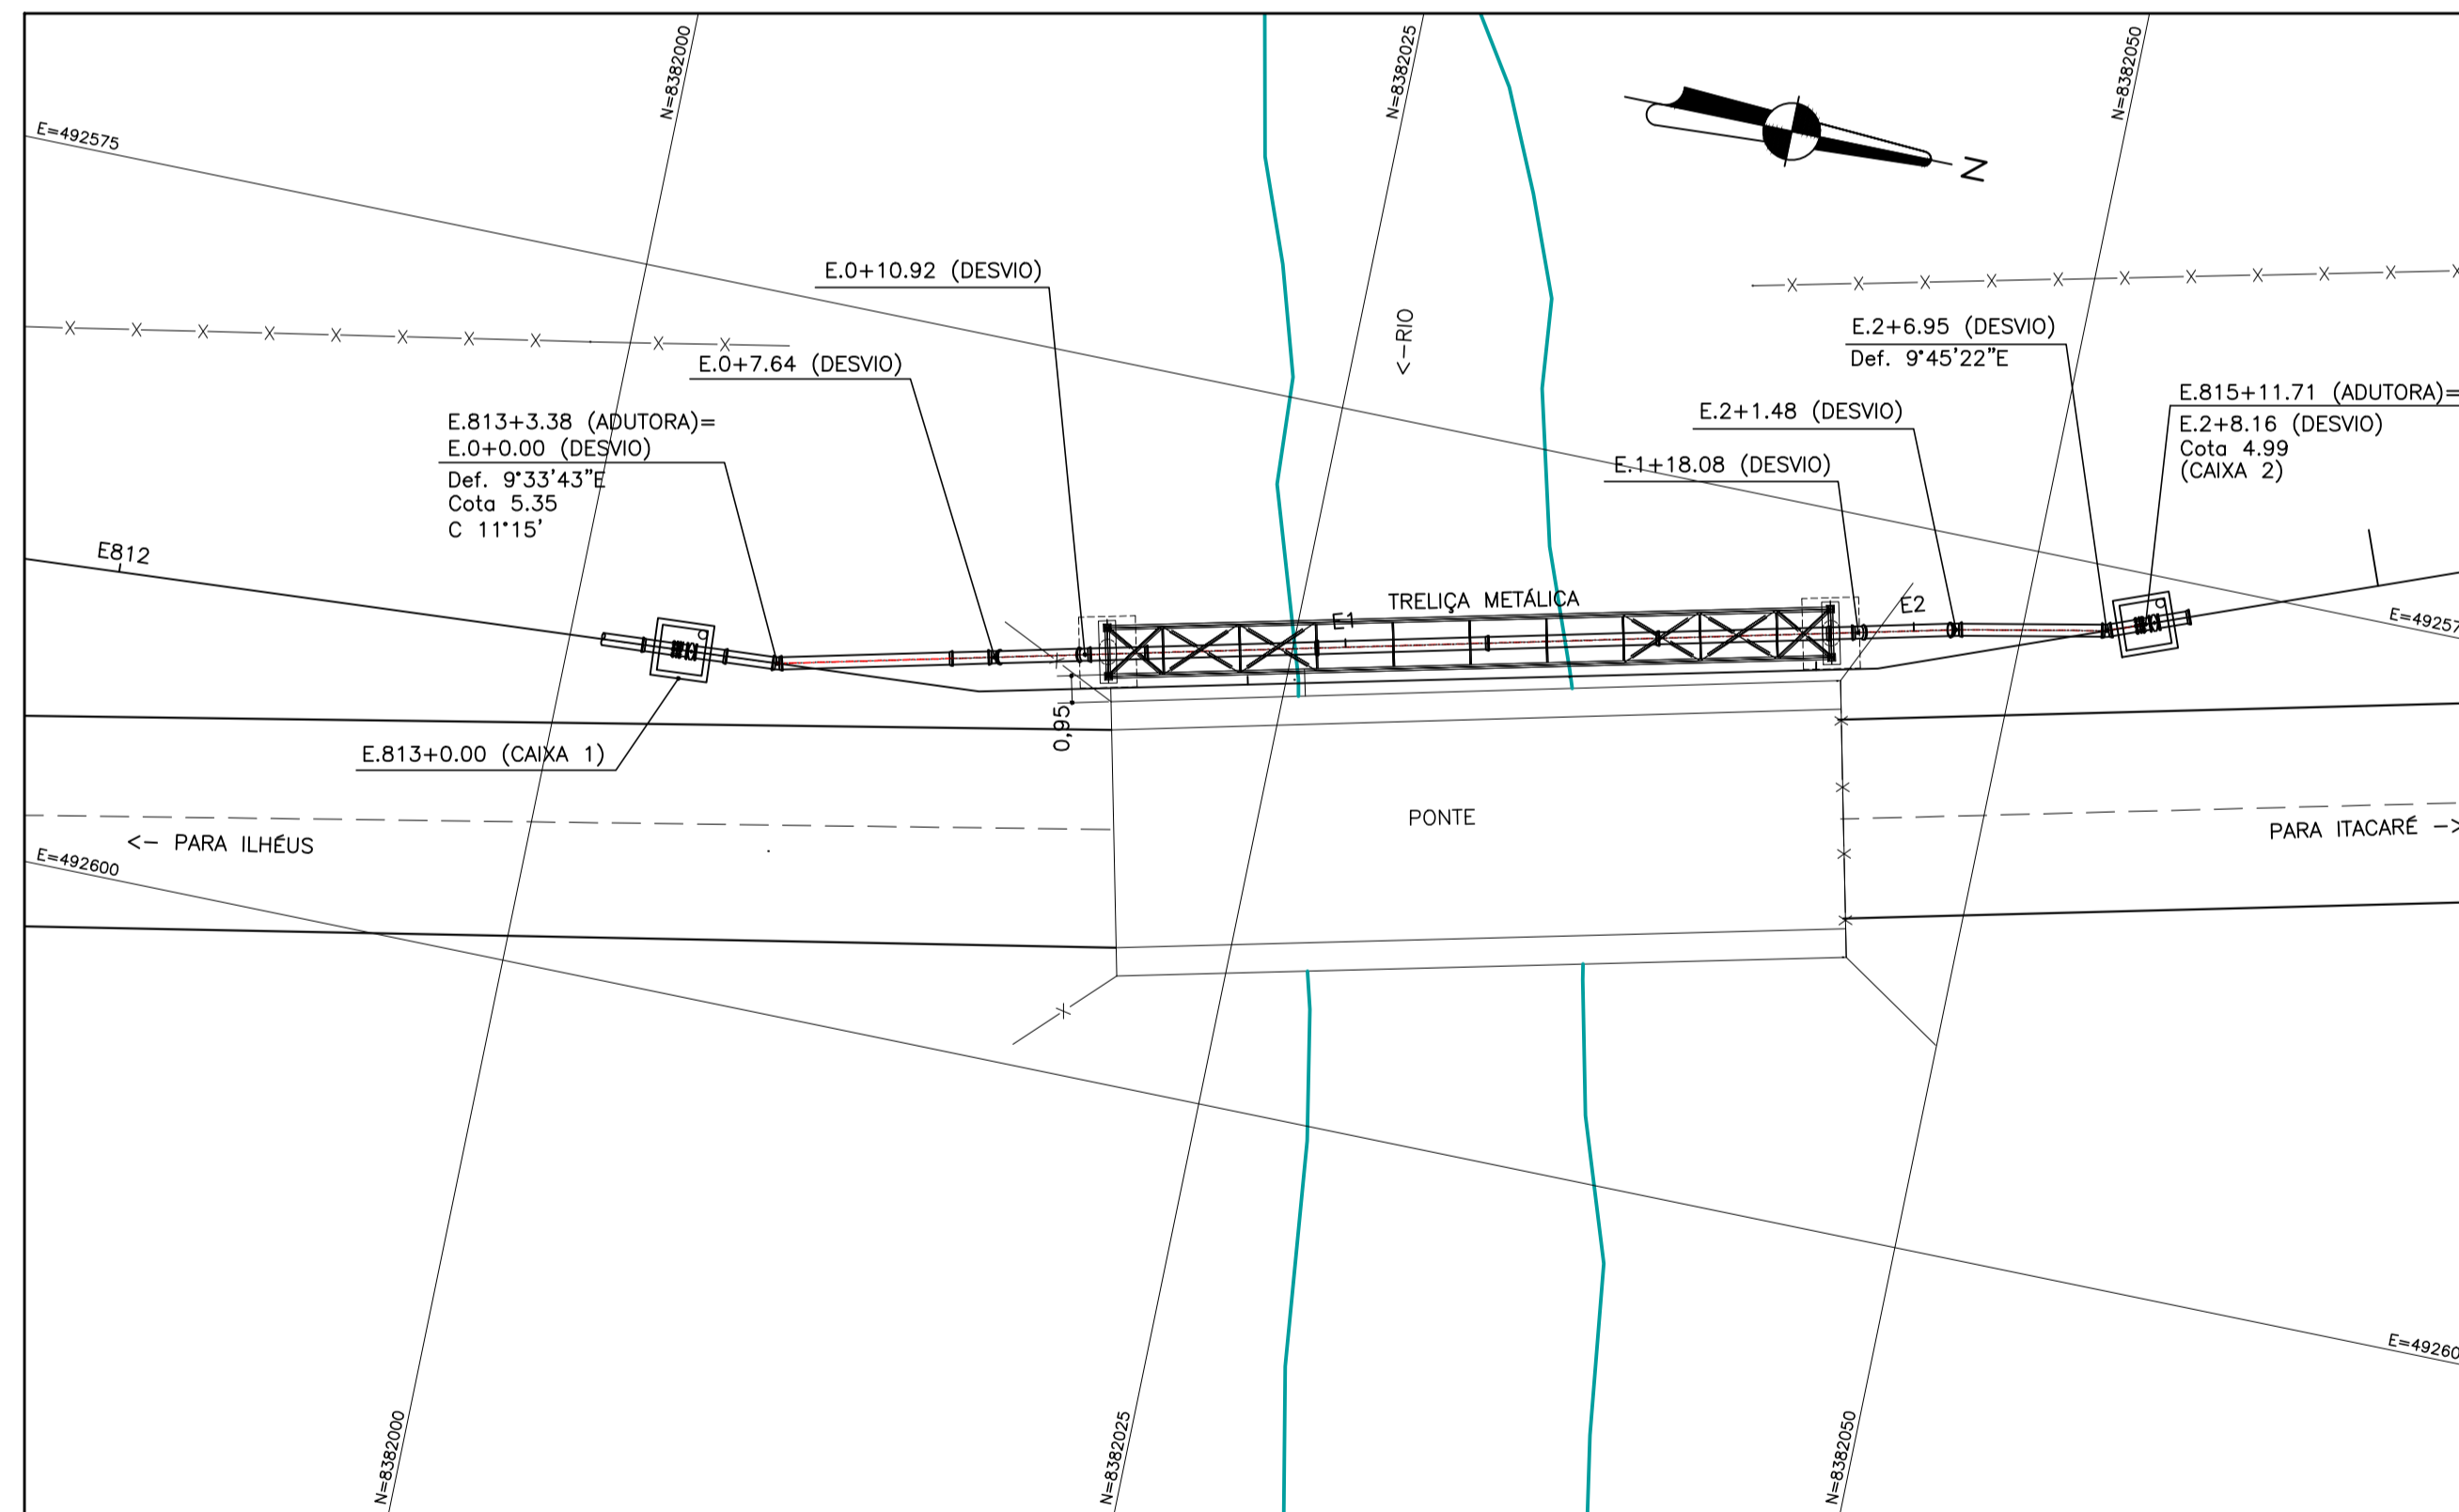 N=8382000
N=8382025
N=8382050
E=492575
N
E.0+10.92 (DESVIO)
<-RIO
E.2+6.95 (DESVIO)
Def. 9°45'22"E
E.0+7.64 (DESVIO)
E.815+11.71 (ADUTORA)=
E.2+8.16 (DESVIO)
Cota 4.99
(CAIXA 2)
E.2+1.48 (DESVIO)
E.813+3.38 (ADUTORA)=
E.0+0.00 (DESVIO)
Def. 9°33'43"E
Cota 5.35
C 11°15'
E.1+18.08 (DESVIO)
E812
TRELIÇA METÁLICA
E1
E2
E=49257
0,95
E.813+0.00 (CAIXA 1)
PONTE
<- PARA ILHÉUS
PARA ITACARÉ ->
E=492600
E=49260
N=8382000
N=8382025
N=8382050